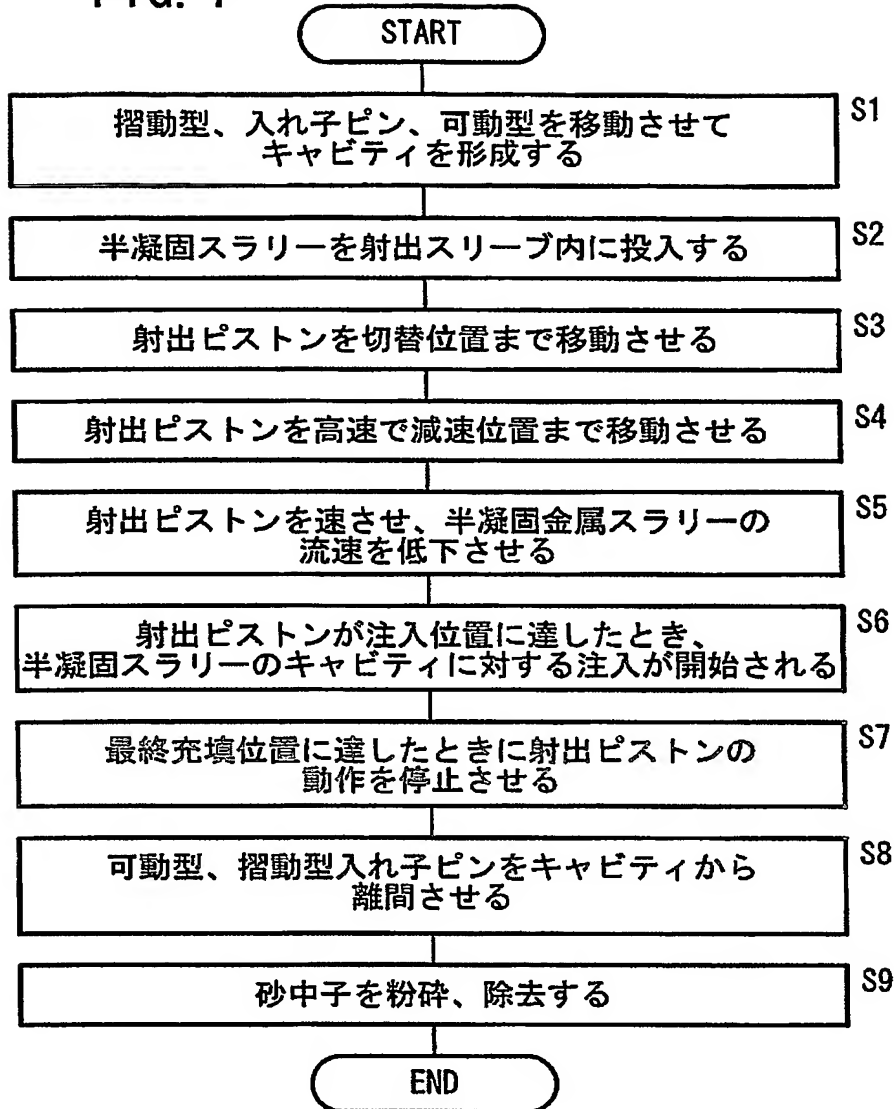 START
摺動型、入れ子ピン、可動型を移動させて
キャビティを形成する
S1
半凝固スラリーを射出スリーブ内に投入する
S2
射出ピストンを切替位置まで移動させる
S3
射出ピストンを高速で減速位置まで移動させる
S4
射出ピストンを速させ、半凝固金属スラリーの
流速を低下させる
S5
射出ピストンが注入位置に達したとき、
半凝固スラリーのキャビティに対する注入が開始される
S6
最終充填位置に達したときに射出ピストンの
動作を停止させる
S7
可動型、摺動型入れ子ピンをキャビティから
離間させる
S8
砂中子を粉砕、除去する
S9
END